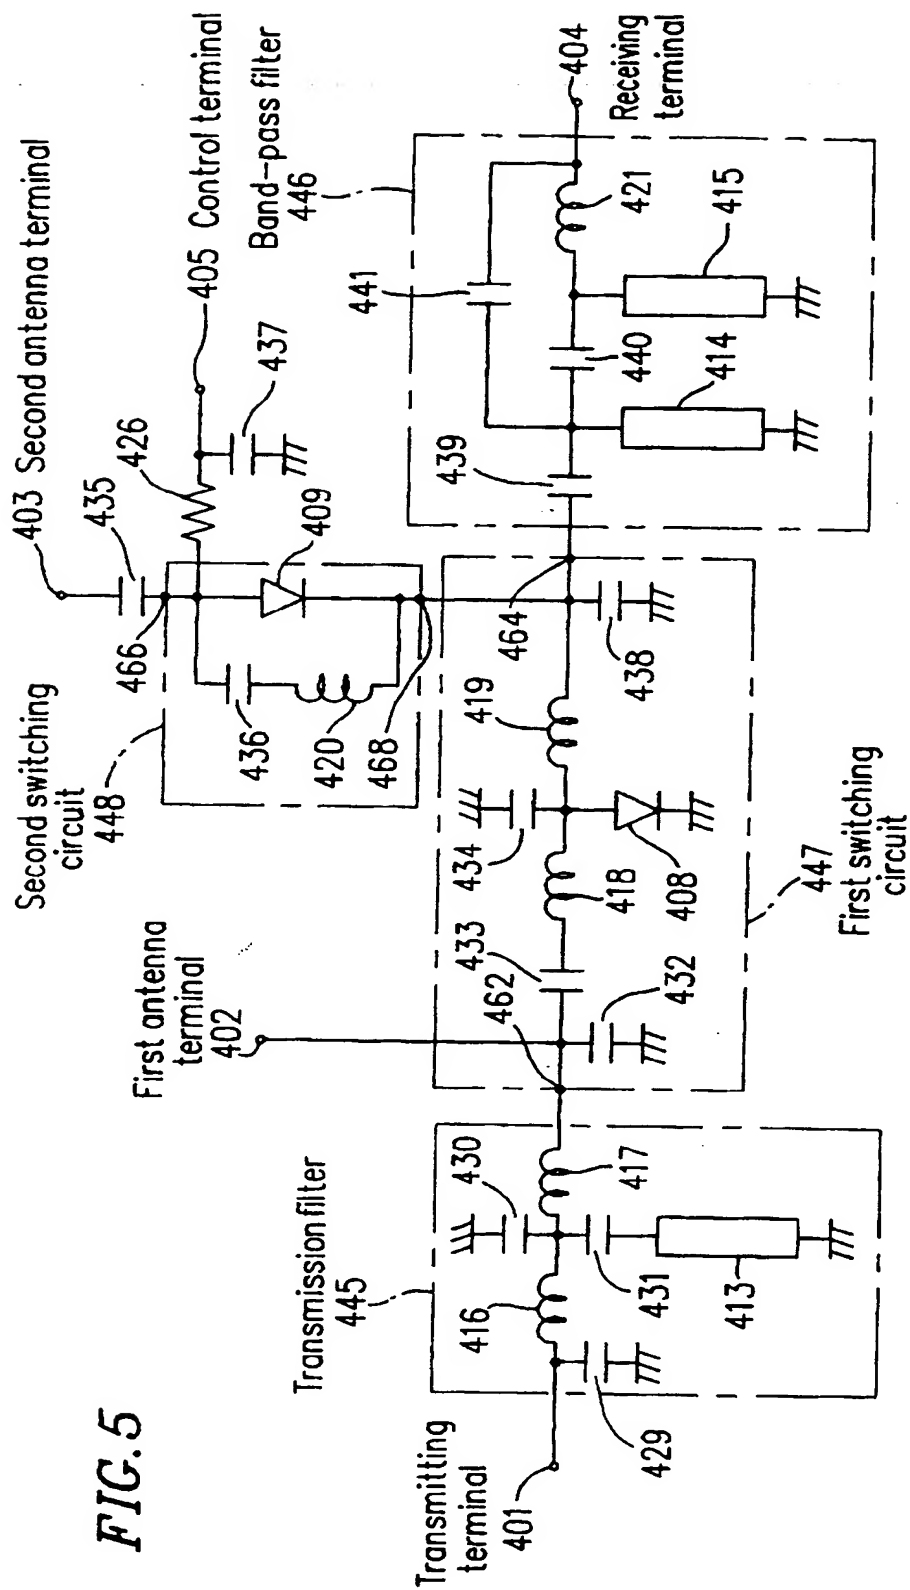 FIG.5
403 Second antenna terminal
Second switching
circuit
448
466
435
426
405 Control terminal
437
409
436
420
468
Band-pass filter
446
First antenna
terminal
402
Transmission filter
445
430
462
433
434
419
464
439
441
404
Receiving
terminal
421
415
440
414
438
418
408
447
First switching
circuit
432
417
416
431
413
429
Transmitting
terminal
401